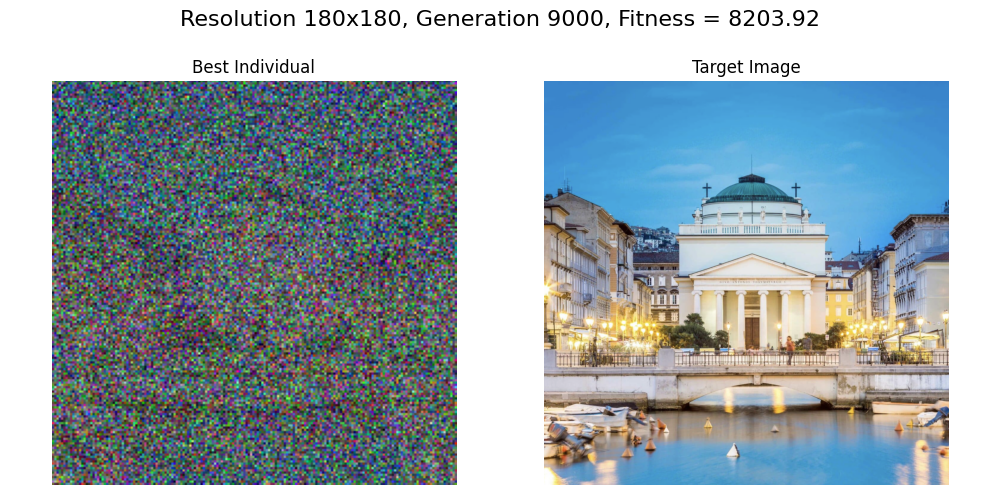 Resolution 180x180, Generation 9000, Fitness = 8203.92
Best Individual
Target Image